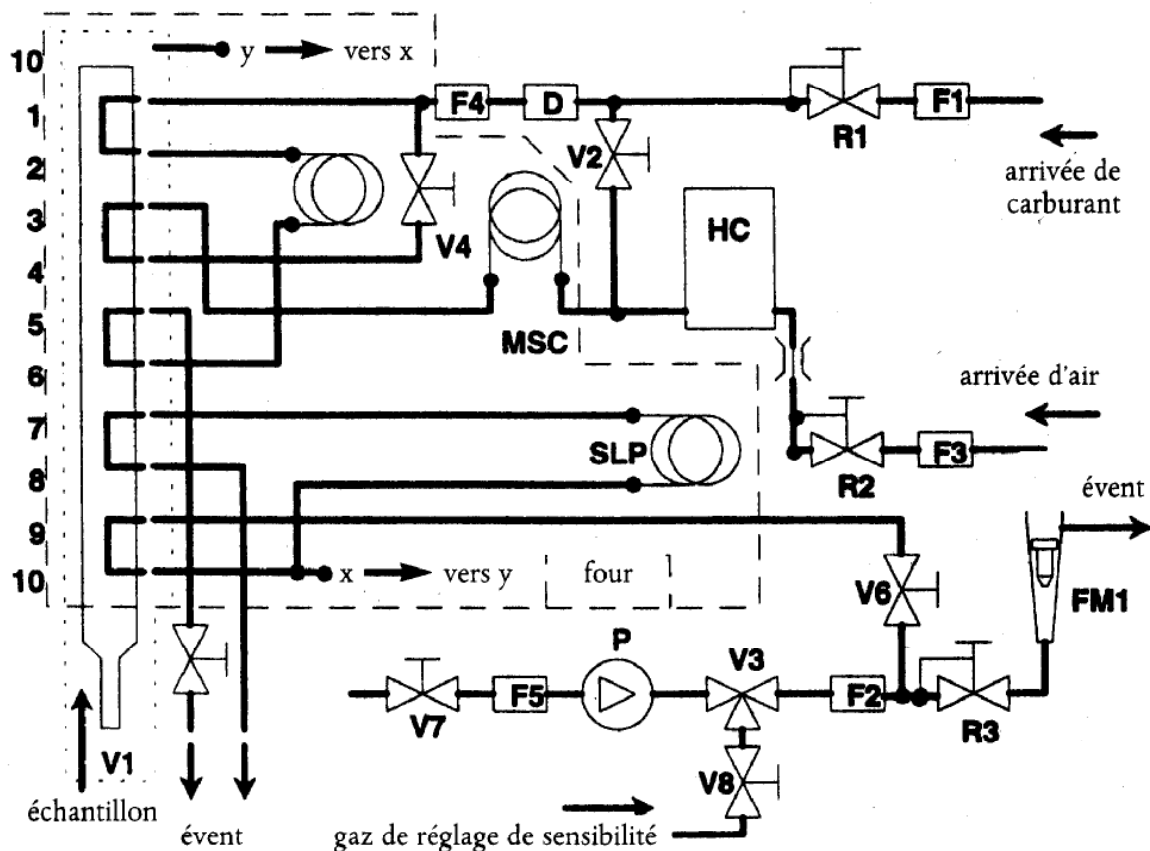 10
y vers x
1
F4
D
R1
F1
2
V2
arrivée de
carburant
3
V4
HC
4
5
MSC
6
arrivée d'air
7
SLP
R2
F3
8
évent
9
10
x vers y
four
V6
FM1
P
V3
F5
F2
V7
R3
V1
V8
échantillon
évent
gaz de réglage de sensibilité